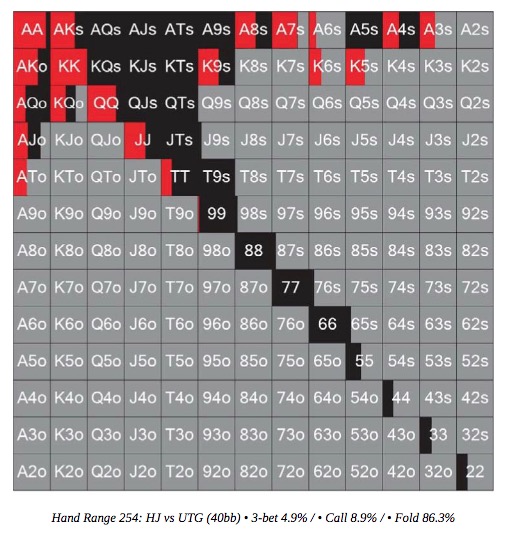 AA AKs AQs AJs ATs A9s A8s A7s A6s A5s A4s A3s A2s
AKo KK KQs KJs KTs K9s K8s K7s K6s K5s K4s K3s K2s
AQo KQo QQ QJs QTs Q9s Q8s Q7s Q6s Q5s Q4s Q3s Q2s
AJo KJo QJo JJ JTs J9s J8s J7s J6s J5s J4s J3s J2s
ATo KTo QTo JTo TT T9s T8s T7s T6s T5s T4s T3s T2s
A9o K9o Q9o J9o T9o 99 98s 97s 96s 95s 94s 93s 92s
A8o K8o Q8o J8o T8o 98o 88 87s 86s 85s 84s 83s 82s
A7o K7o Q7o J7o T7o 97o 87o 77 76s 75s 74s 73s 72s
A6o K6o Q6o J6o T6o 96o 86o 76o 66 65s 64s 63s 62s
A5o K5o Q5o J5o T5o 95o 85o 75o 65o 55 54s 53s 52s
A4o K4o Q4o J4o T4o 94o 84o 74o 64o 54o 44 43s 42s
A3o K3o Q3o J3o T3o 93o 83o 73o 63o 53o 43o 33 32s
A2o K2o Q2o J2o T2o 92o 82o 72o 62o 52o 42o 32o 22
Hand Range 254: HJ vs UTG (40bb) • 3-bet 4.9% / • Call 8.9% / • Fold 86.3%